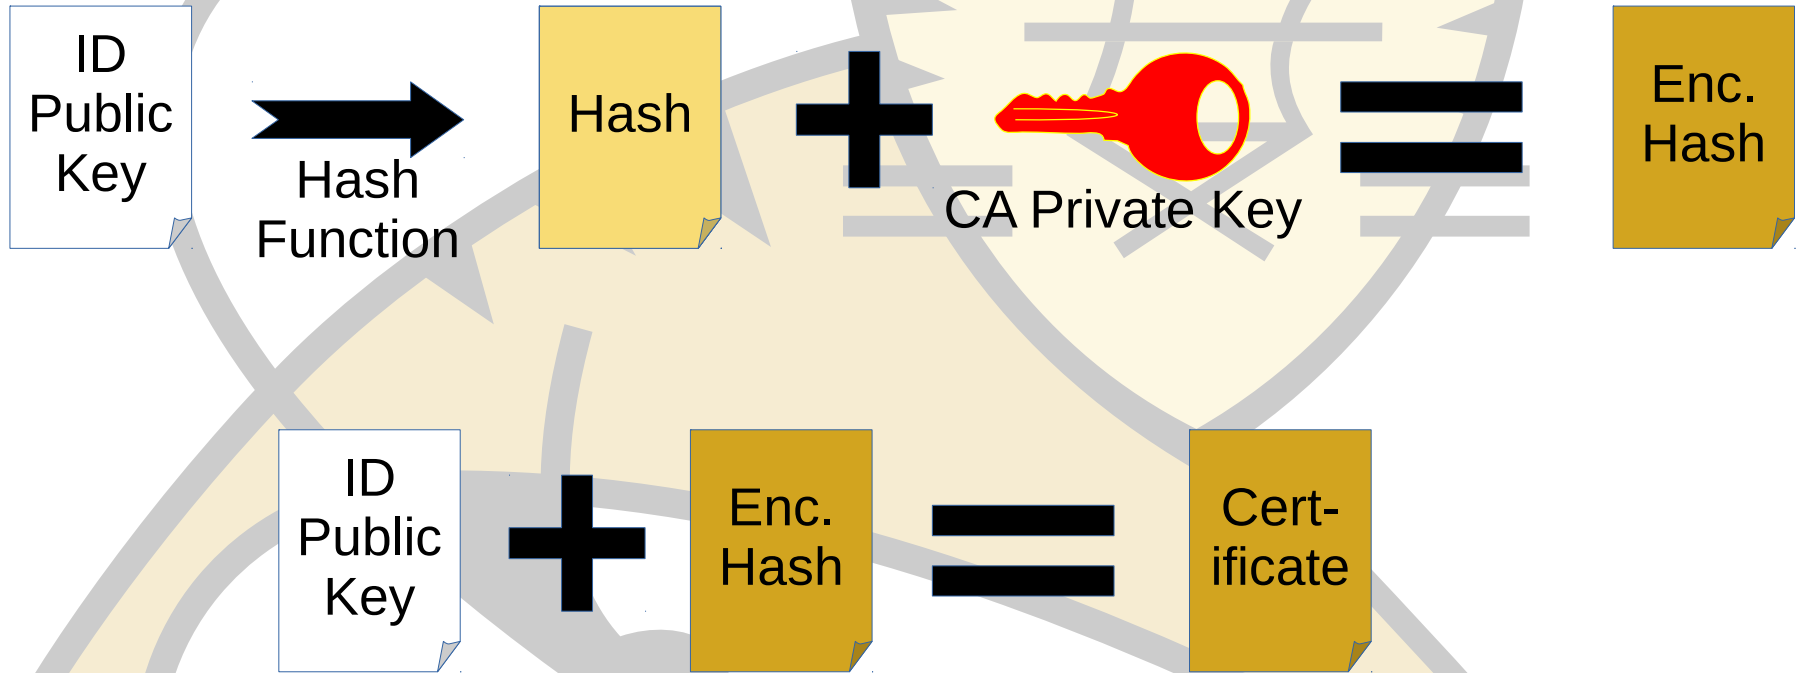 ID
Public
Key
Hash
Function
Hash
CA Private Key
Enc.
Hash
ID
Public
Key
Enc.
Hash
Cert-
ificate